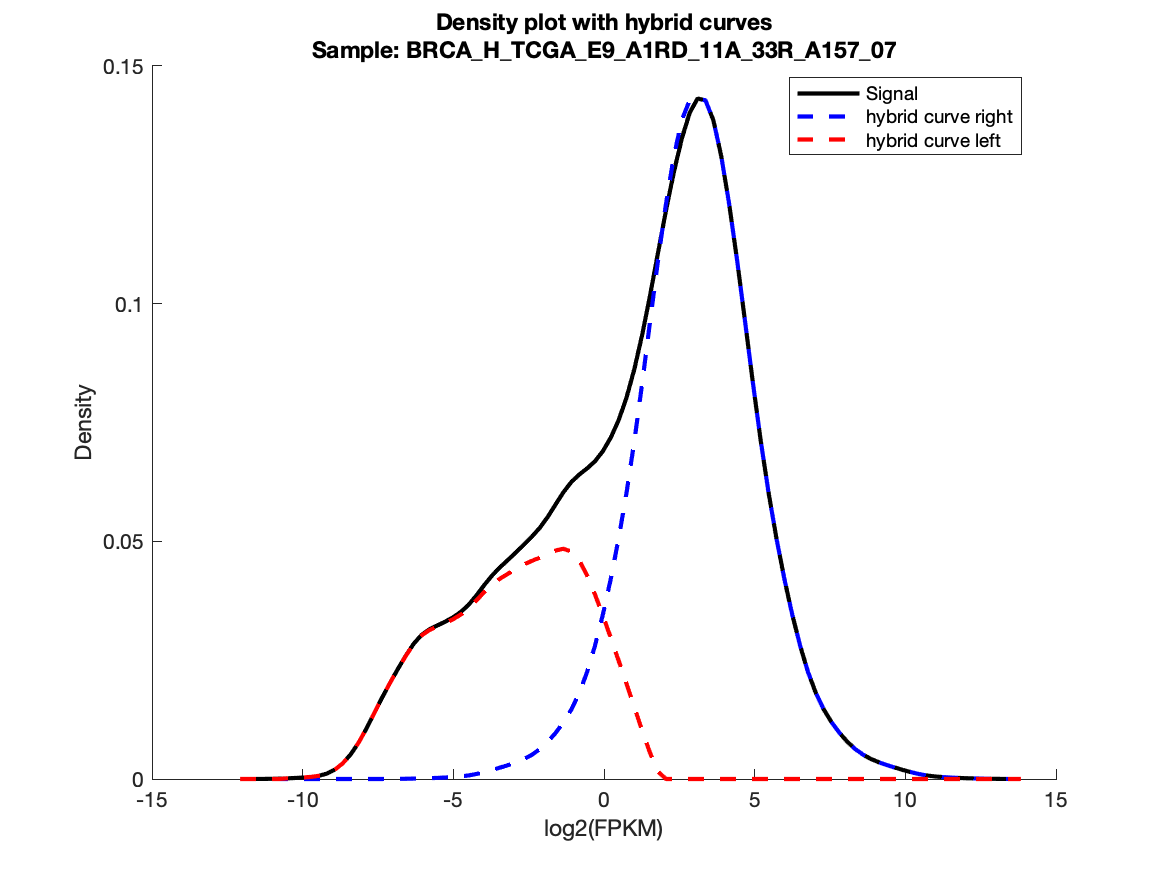 Density plot with hybrid curves
Sample: BRCA_H_TCGA_E9_A1RD_11A_33R_A157_07
Signal
hybrid curve right
hybrid curve left
0.15
0.1
0.05
0
Density
-15 -10 -5 0 5 10 15
log2(FPKM)